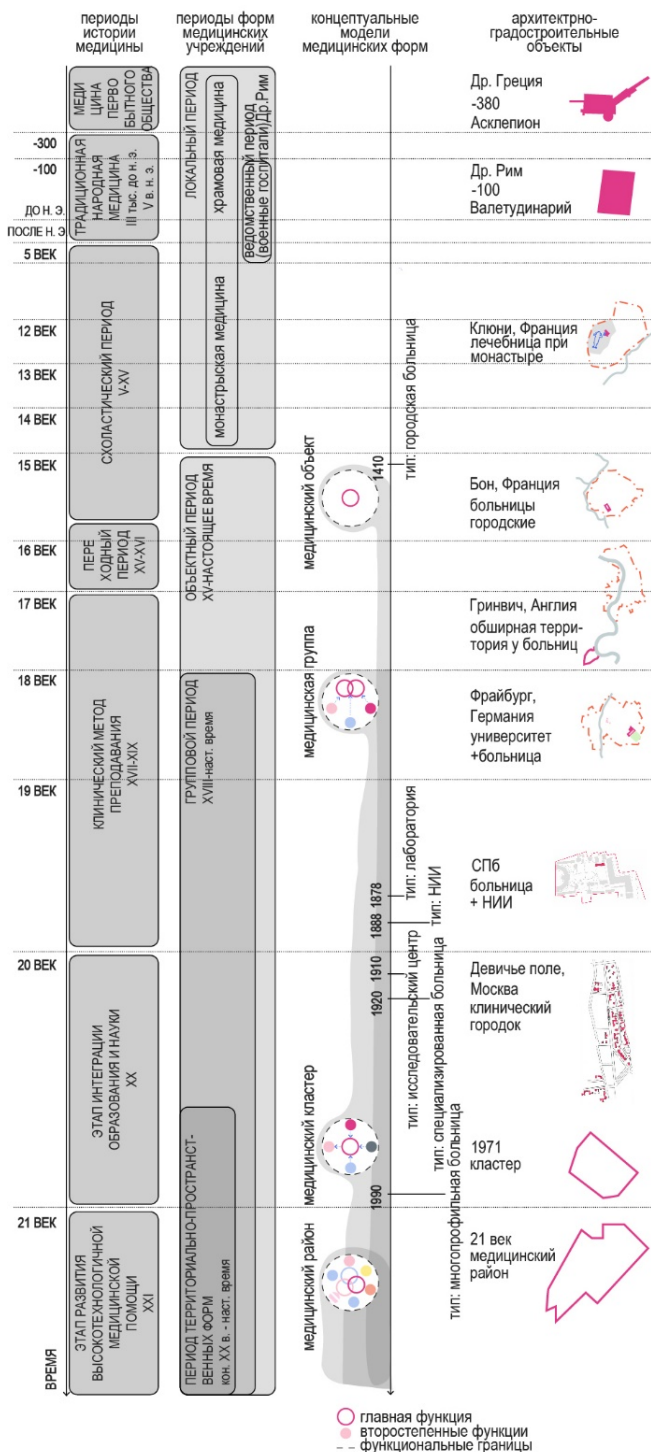 периоды
истории
медицины
периоды форм
медицинских
учреждений
концептуальные
модели
медицинских форм
архитектрно-
градостроительные
объекты
-300
-100
ДО Н. Э.
ПОСЛЕ Н. Э
5 ВЕК
12 ВЕК
13 ВЕК
14 ВЕК
15 ВЕК
16 ВЕК
17 ВЕК
18 ВЕК
19 ВЕК
20 ВЕК
21 ВЕК
ВРЕМЯ
МЕДИ
ЦИНА
ПЕРВО
БЫТНОГО
ОБЩЕСТВА
ТРАДИЦИОННАЯ
НАРОДНАЯ
МЕДИЦИНА
III тыс. до н. э.
V в. н. э.
СХОЛАСТИЧЕСКИЙ ПЕРИОД
V-XV
ПЕРЕ
ХОДНЫЙ
ПЕРИОД
XV-XVI
КЛИНИЧЕСКИЙ МЕТОД
ПРЕПОДАВАНИЯ
XVII-XIX
ЭТАП ИНТЕГРАЦИИ
ОБРАЗОВАНИЯ И НАУКИ
XX
ЭТАП РАЗВИТИЯ
ВЫСОКОТЕХНОЛОГИЧНОЙ
МЕДИЦИНСКОЙ
ПОМОЩИ
XXI
ЛОКАЛЬНЫЙ ПЕРИОД
храмовая медицина
монастрыская медицина
ведомственный период
(военные госпитали)Др.Рим
ОБЪЕКТНЫЙ ПЕРИОД
XV-НАСТОЯЩЕЕ ВРЕМЯ
ГРУППОВОЙ ПЕРИОД
XVIII-наст. время
ПЕРИОД ТЕРРИТОРИАЛЬНО-ПРОСТРАНСТ-
ВЕННЫХ ФОРМ
кон. XX в. - наст. время
медицинский объект
медицинская группа
медицинский кластер
медицинский район
1410
тип: городская больница
1878
тип: лаборатория
1888
тип: НИИ
1910
тип: исследовательский центр
1920
тип: специализированная больница
1990
тип: многопрофильная больница
Др. Греция
-380
Асклепион
Др. Рим
-100
Валетудинарий
Клюни, Франция
лечебница при
монастыре
Бон, Франция
больницы
городские
Гринвич, Англия
обширная терри-
тория у больниц
Фрайбург,
Германия
университет
+больница
СПб
больница
+ НИИ
Девичье поле,
Москва
клинический
городок
1971
кластер
21 век
медицинский
район
главная функция
второстепенные функции
функциональные границы